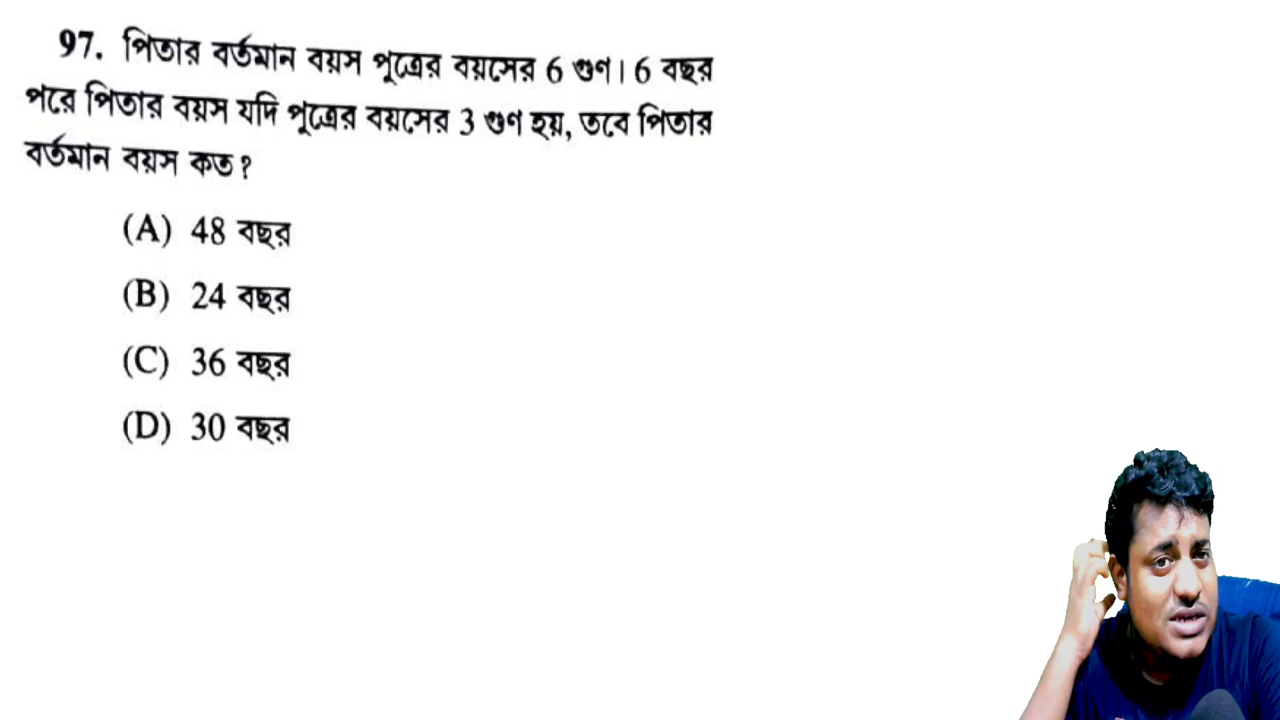 97. পিতার বর্তমান বয়স পুত্রের বয়সের 6 গুণ। 6 বছর
পরে পিতার বয়স যদি পুত্রের বয়সের 3 গুণ হয়, তবে পিতার
বর্তমান বয়স কত?
(A) 48 বছর
(B) 24 বছর
(C) 36 বছর
(D) 30 বছর